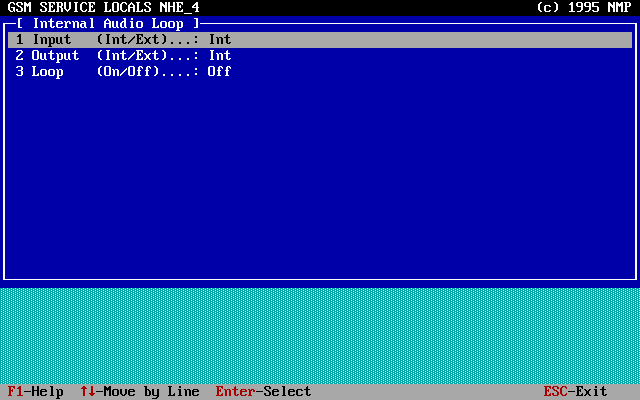 GSM SERVICE LOCALS NHE_4 (c) 1995 NMP
[ Internal Audio Loop ]
1 Input (Int/Ext)...: Int
2 Output (Int/Ext)...: Int
3 Loop (On/Off)....: Off
F1-Help ↑↓-Move by Line Enter-Select ESC-Exit